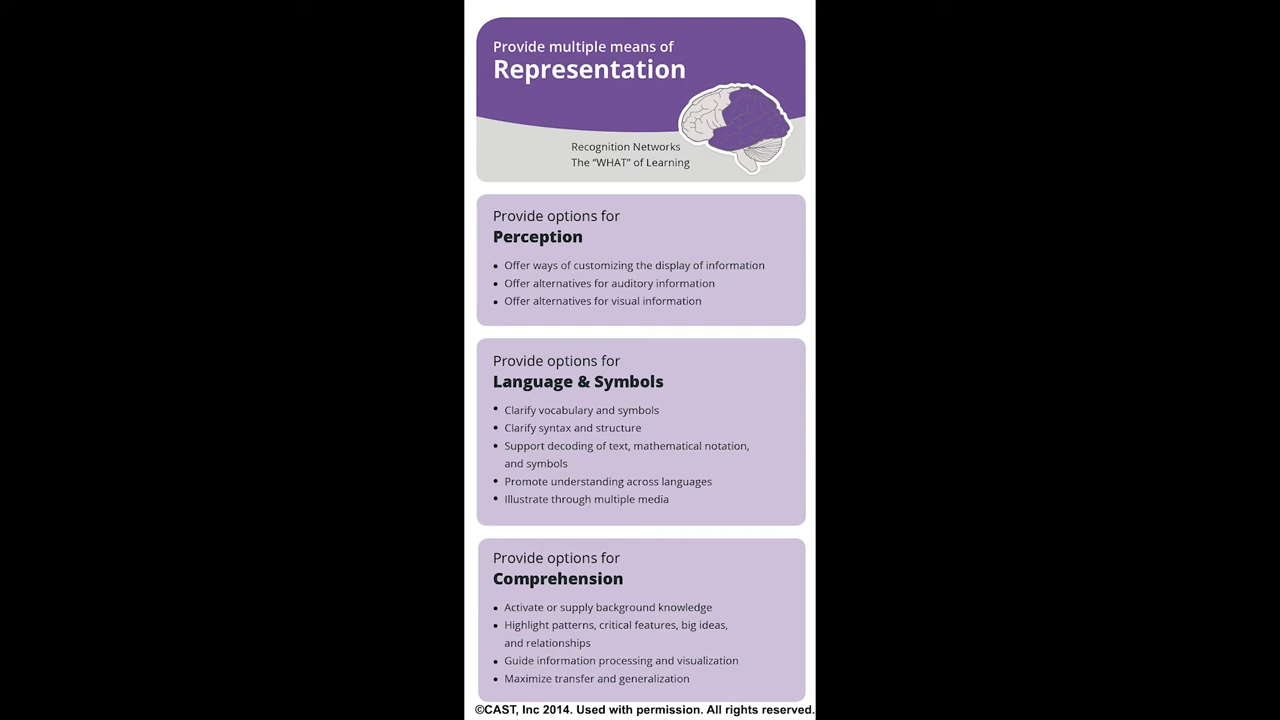 Provide multiple means of
Representation
Recognition Networks
The “WHAT” of Learning
Provide options for
Perception
• Offer ways of customizing the display of information
• Offer alternatives for auditory information
• Offer alternatives for visual information
Provide options for
Language & Symbols
• Clarify vocabulary and symbols
• Clarify syntax and structure
• Support decoding of text, mathematical notation,
and symbols
• Promote understanding across languages
• Illustrate through multiple media
Provide options for
Comprehension
• Activate or supply background knowledge
• Highlight patterns, critical features, big ideas,
and relationships
• Guide information processing and visualization
• Maximize transfer and generalization
©CAST, Inc 2014. Used with permission. All rights reserved.